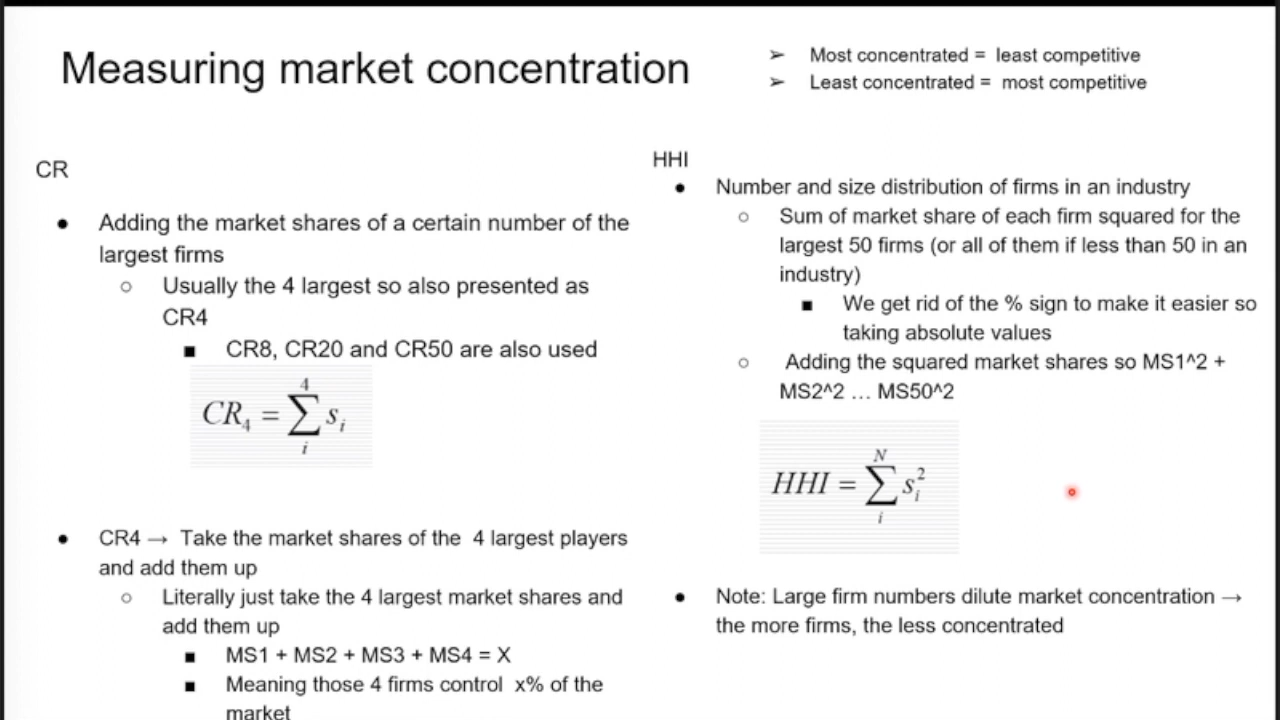 Measuring market concentration
➢ Most concentrated = least competitive
➢ Least concentrated = most competitive
CR
● Adding the market shares of a certain number of the
largest firms
○ Usually the 4 largest so also presented as
CR4
■ CR8, CR20 and CR50 are also used
CR₄ = ∑ᵢ⁴ sᵢ
● CR4 → Take the market shares of the 4 largest players
and add them up
○ Literally just take the 4 largest market shares and
add them up
■ MS1 + MS2 + MS3 + MS4 = X
■ Meaning those 4 firms control x% of the
market
HHI
● Number and size distribution of firms in an industry
○ Sum of market share of each firm squared for the
largest 50 firms (or all of them if less than 50 in an
industry)
■ We get rid of the % sign to make it easier so
taking absolute values
○ Adding the squared market shares so MS1^2 +
MS2^2 … MS50^2
HHI = ∑ᵢᴺ sᵢ²
● Note: Large firm numbers dilute market concentration →
the more firms, the less concentrated